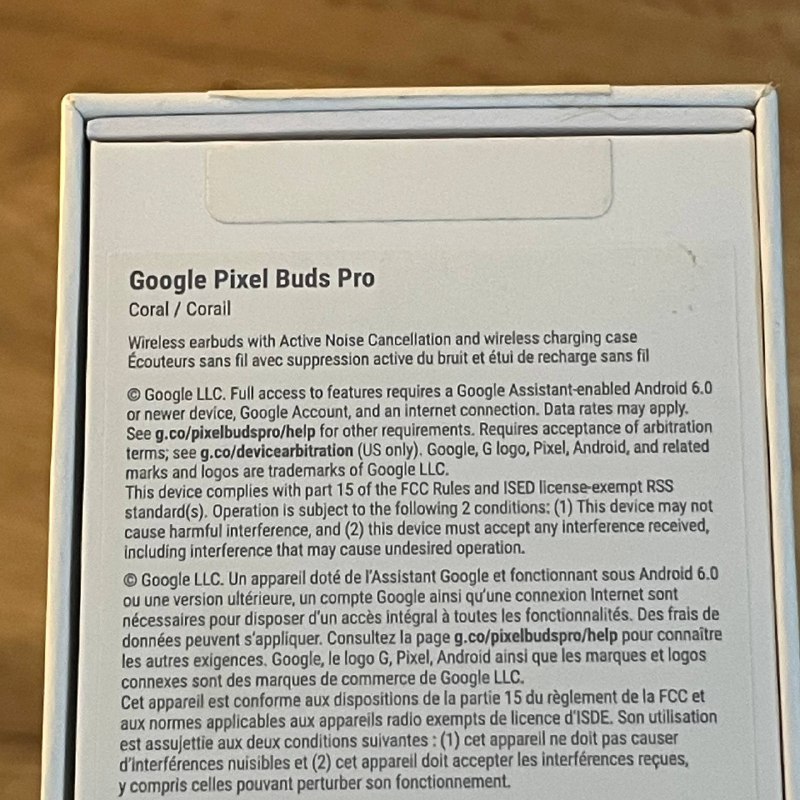 Google Pixel Buds Pro
Coral / Corail
Wireless earbuds with Active Noise Cancellation and wireless charging case
Écouteurs sans fil avec suppression active du bruit et étui de recharge sans fil
© Google LLC. Full access to features requires a Google Assistant-enabled Android 6.0
or newer device, Google Account, and an internet connection. Data rates may apply.
See g.co/pixelbudspro/help for other requirements. Requires acceptance of arbitration
terms; see g.co/devicearbitration (US only). Google, G logo, Pixel, Android, and related
marks and logos are trademarks of Google LLC.
This device complies with part 15 of the FCC Rules and ISED license-exempt RSS
standard(s). Operation is subject to the following 2 conditions: (1) This device may not
cause harmful interference, and (2) this device must accept any interference received,
including interference that may cause undesired operation.
© Google LLC. Un appareil doté de l'Assistant Google et fonctionnant sous Android 6.0
ou une version ultérieure, un compte Google ainsi qu'une connexion Internet sont
nécessaires pour disposer d'un accès intégral à toutes les fonctionnalités. Des frais de
données peuvent s'appliquer. Consultez la page g.co/pixelbudspro/help pour connaître
les autres exigences. Google, le logo G, Pixel, Android ainsi que les marques et logos
connexes sont des marques de commerce de Google LLC.
Cet appareil est conforme aux dispositions de la partie 15 du règlement de la FCC et
aux normes applicables aux appareils radio exempts de licence d'ISDE. Son utilisation
est assujettie aux deux conditions suivantes : (1) cet appareil ne doit pas causer
d'interférences nuisibles et (2) cet appareil doit accepter les interférences reçues,
y compris celles pouvant perturber son fonctionnement.